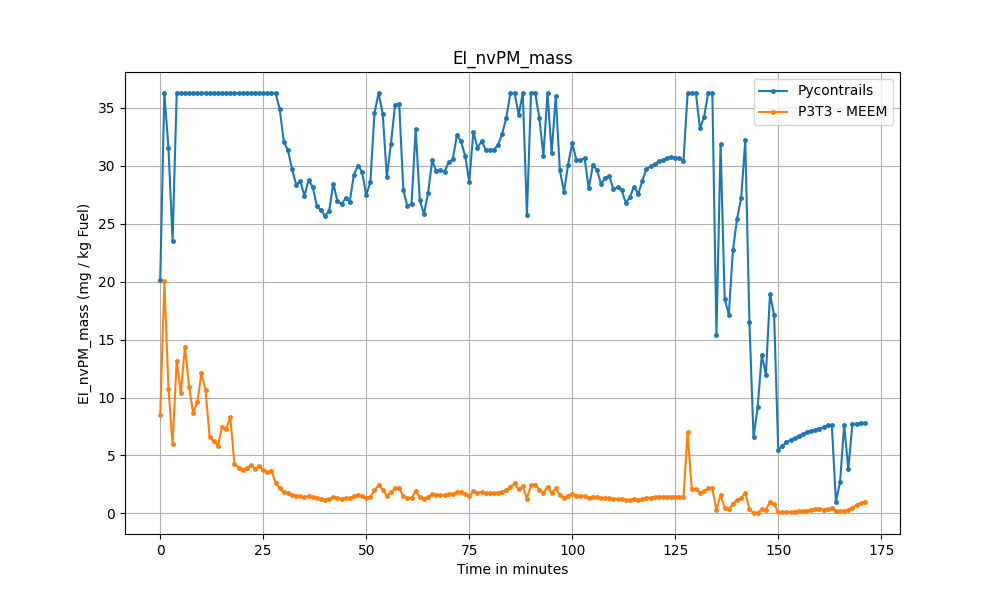 EI_nvPM_mass
Pycontrails
P3T3 - MEEM
EI_nvPM_mass (mg / kg Fuel)
35
30
25
20
15
10
5
0
0 25 50 75 100 125 150 175
Time in minutes